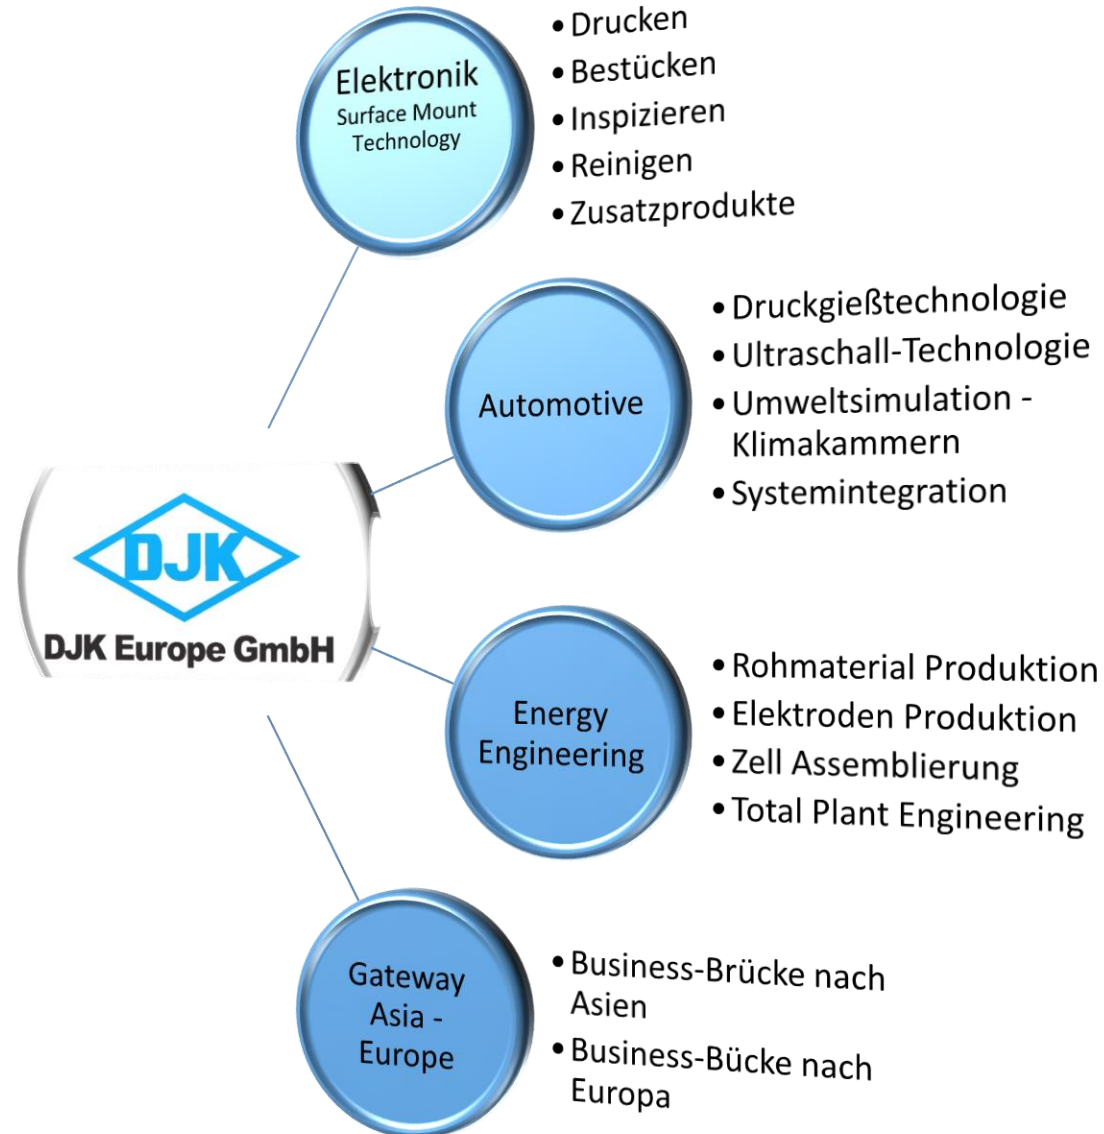 Elektronik
Surface Mount
Technology
• Drucken
• Bestücken
• Inspizieren
• Reinigen
• Zusatzprodukte
Automotive
• Druckgießtechnologie
• Ultraschall-Technologie
• Umweltsimulation -
Klimakammern
• Systemintegration
DJK
DJK Europe GmbH
Energy
Engineering
• Rohmaterial Produktion
• Elektroden Produktion
• Zell Assemblierung
• Total Plant Engineering
Gateway
Asia -
Europe
• Business-Brücke nach
Asien
• Business-Bücke nach
Europa